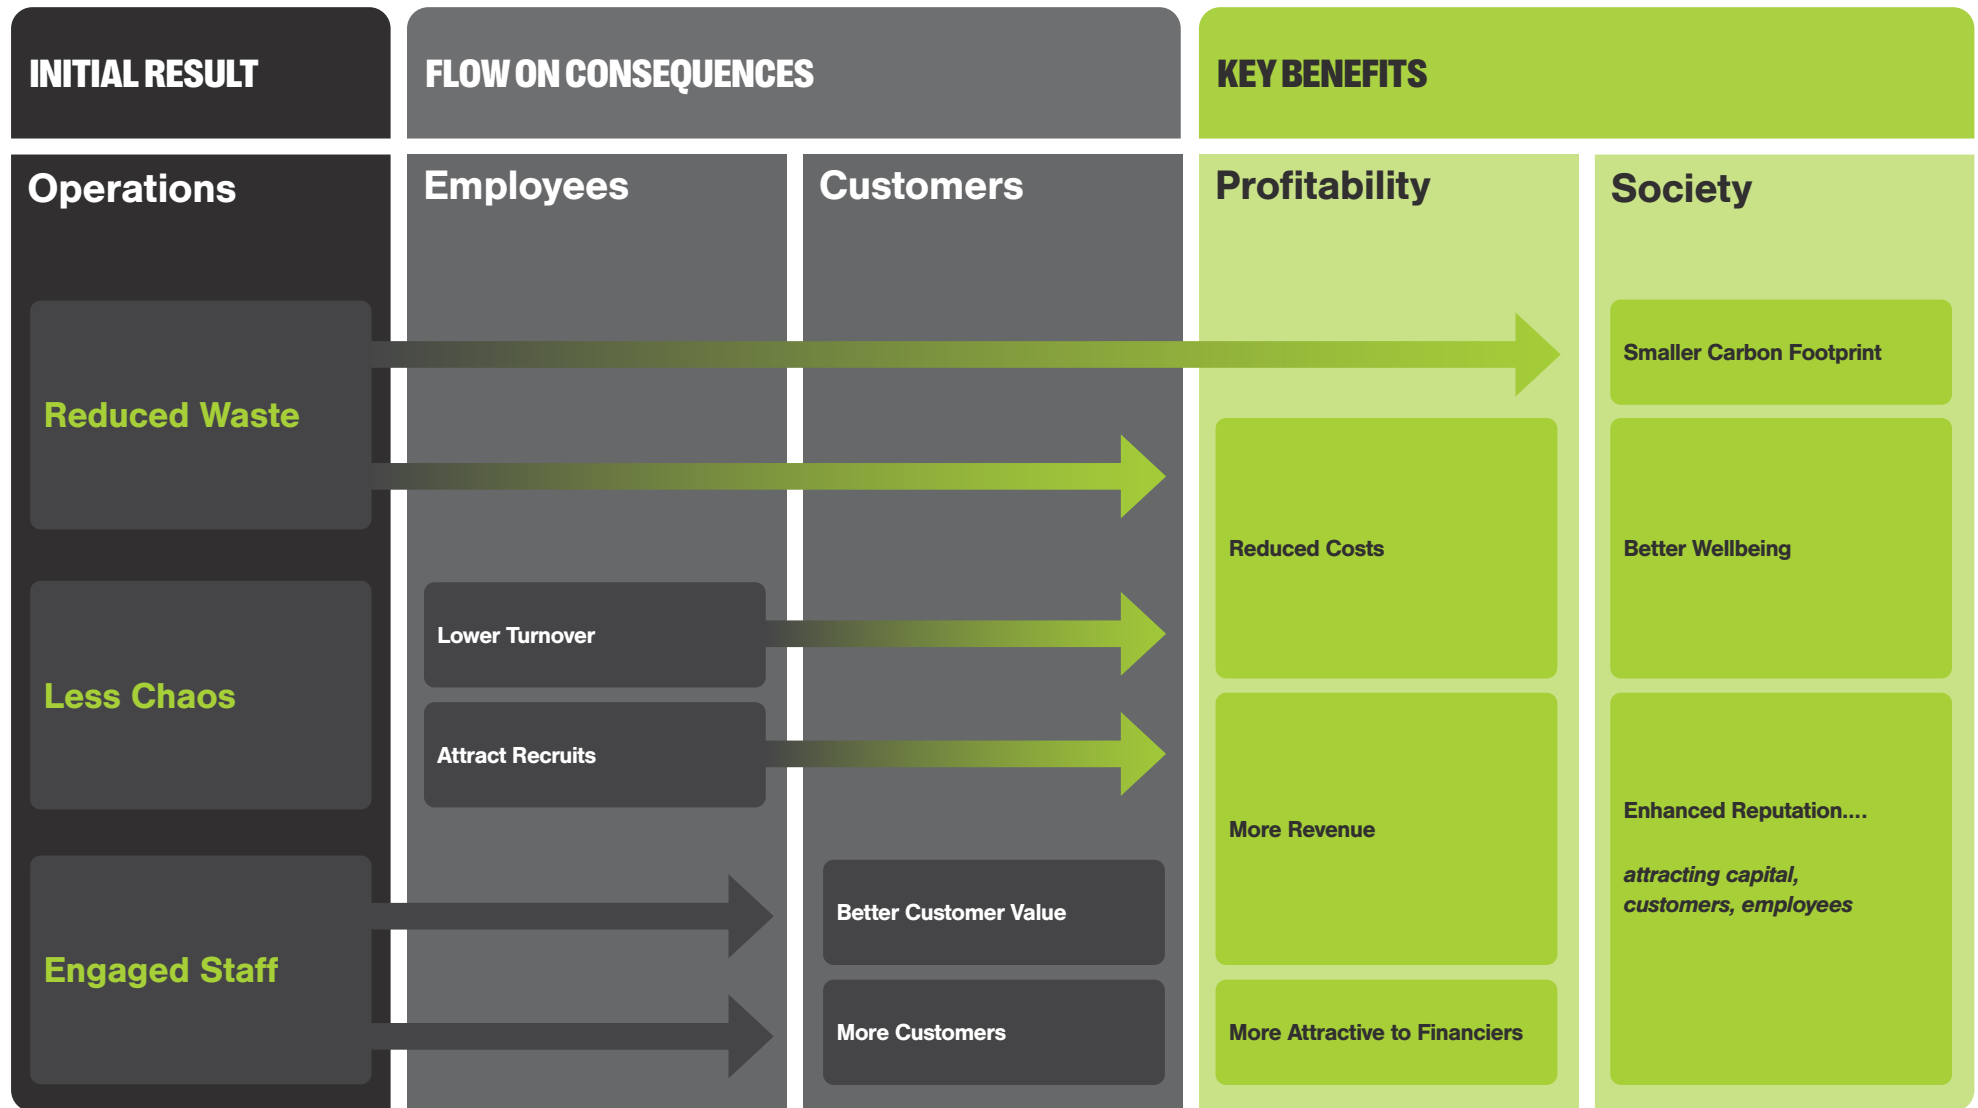 INITIAL RESULT
FLOW ON CONSEQUENCES
KEY BENEFITS
Operations
Employees
Customers
Profitability
Society
Reduced Waste
Less Chaos
Engaged Staff
Lower Turnover
Attract Recruits
Better Customer Value
More Customers
Reduced Costs
More Revenue
More Attractive to Financiers
Smaller Carbon Footprint
Better Wellbeing
Enhanced Reputation....
attracting capital,
customers, employees